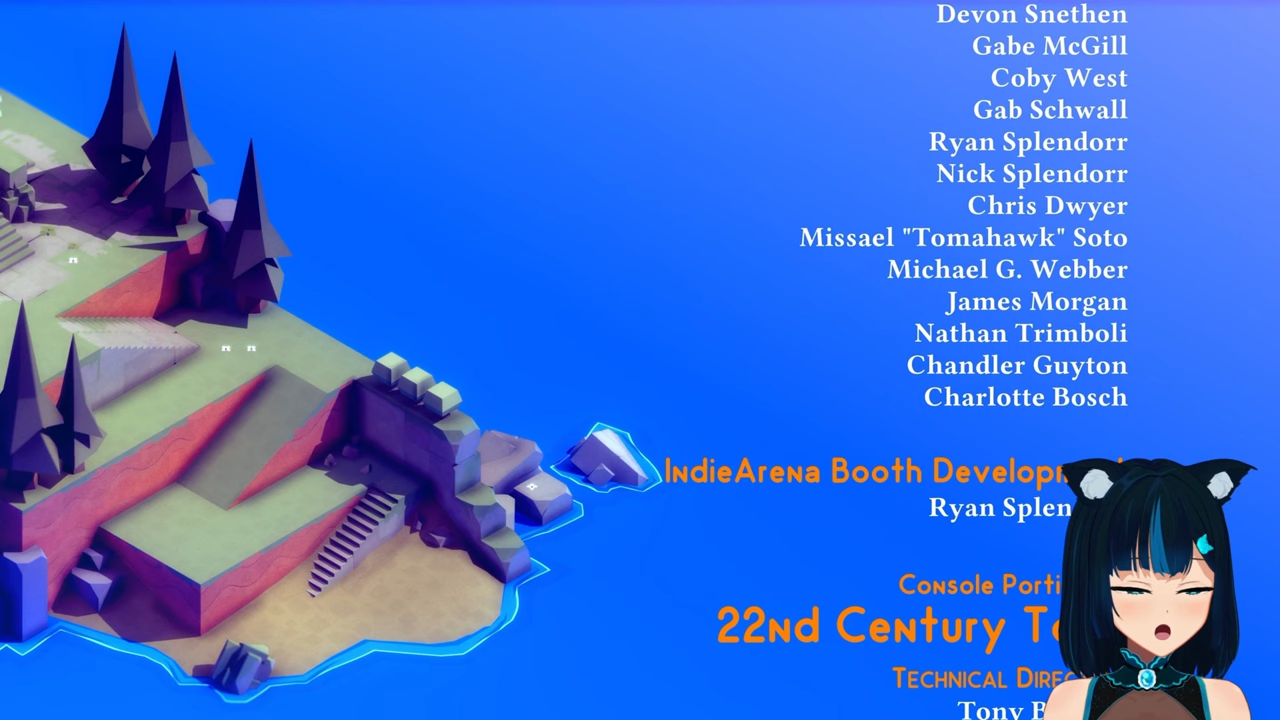 Devon Snethen
Gabe McGill
Coby West
Gab Schwall
Ryan Splendorr
Nick Splendorr
Chris Dwyer
Missael "Tomahawk" Soto
Michael G. Webber
James Morgan
Nathan Trimboli
Chandler Guyton
Charlotte Bosch
IndieArena Booth
Ryan
Console
22nd Century
Technical
Tony